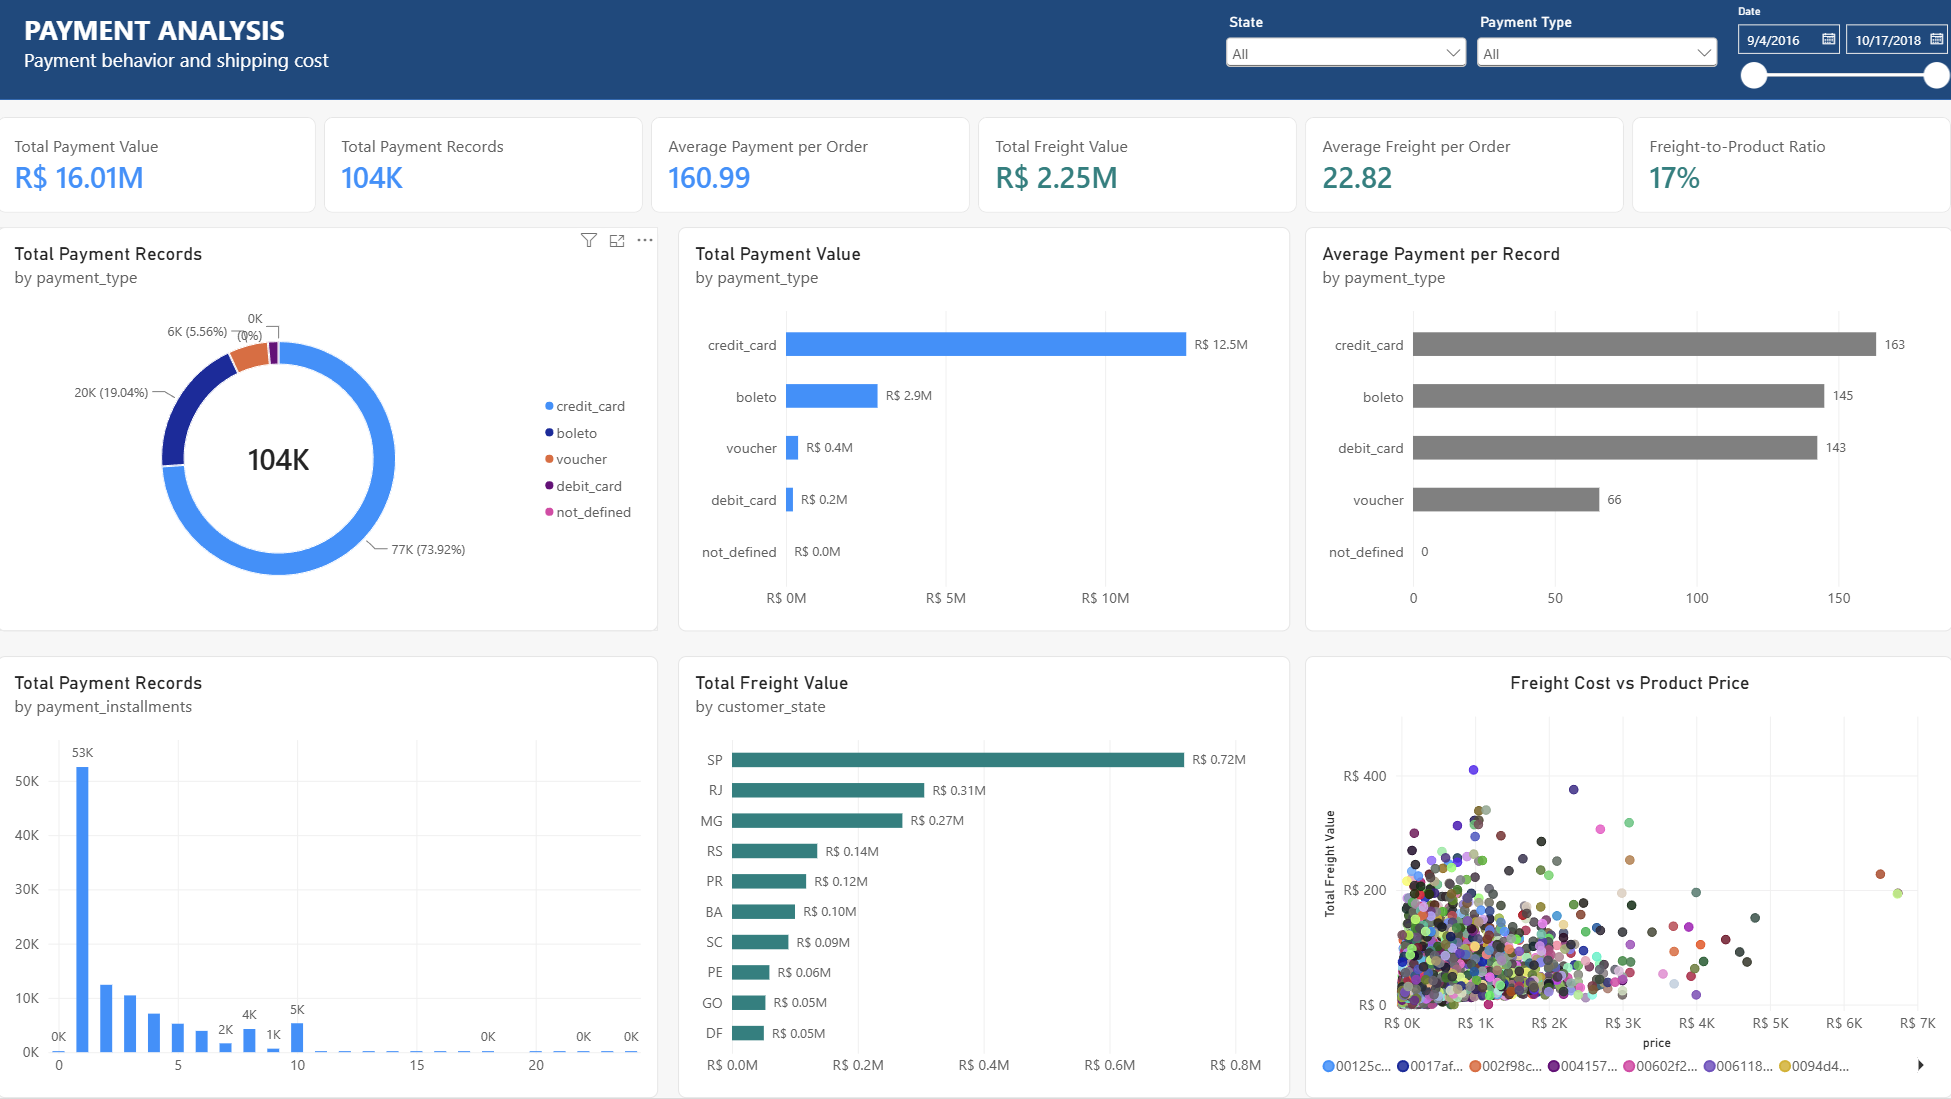 PAYMENT ANALYSIS
Payment behavior and shipping cost
State
All
Payment Type
All
Date
9/4/2016
10/17/2018
Total Payment Value
R$ 16.01M
Total Payment Records
104K
Average Payment per Order
160.99
Total Freight Value
R$ 2.25M
Average Freight per Order
22.82
Freight-to-Product Ratio
17%
Total Payment Records
by payment_type
0K
(0%)
6K (5.56%)
20K (19.04%)
104K
77K (73.92%)
credit_card
boleto
voucher
debit_card
not_defined
Total Payment Value
by payment_type
credit_card R$ 12.5M
boleto R$ 2.9M
voucher R$ 0.4M
debit_card R$ 0.2M
not_defined R$ 0.0M
R$ 0M R$ 5M R$ 10M
Average Payment per Record
by payment_type
credit_card 163
boleto 145
debit_card 143
voucher 66
not_defined 0
0 50 100 150
Total Payment Records
by payment_installments
53K
50K
40K
30K
20K
10K
0K
0K 2K 4K 1K 5K 0K 0K 0K
0 5 10 15 20
Total Freight Value
by customer_state
SP R$ 0.72M
RJ R$ 0.31M
MG R$ 0.27M
RS R$ 0.14M
PR R$ 0.12M
BA R$ 0.10M
SC R$ 0.09M
PE R$ 0.06M
GO R$ 0.05M
DF R$ 0.05M
R$ 0.0M R$ 0.2M R$ 0.4M R$ 0.6M R$ 0.8M
Freight Cost vs Product Price
Total Freight Value
R$ 400
R$ 200
R$ 0
R$ 0K R$ 1K R$ 2K R$ 3K R$ 4K R$ 5K R$ 6K R$ 7K
price
00125c... 0017af... 002f98c... 004157... 00602f2... 006118... 0094d4...